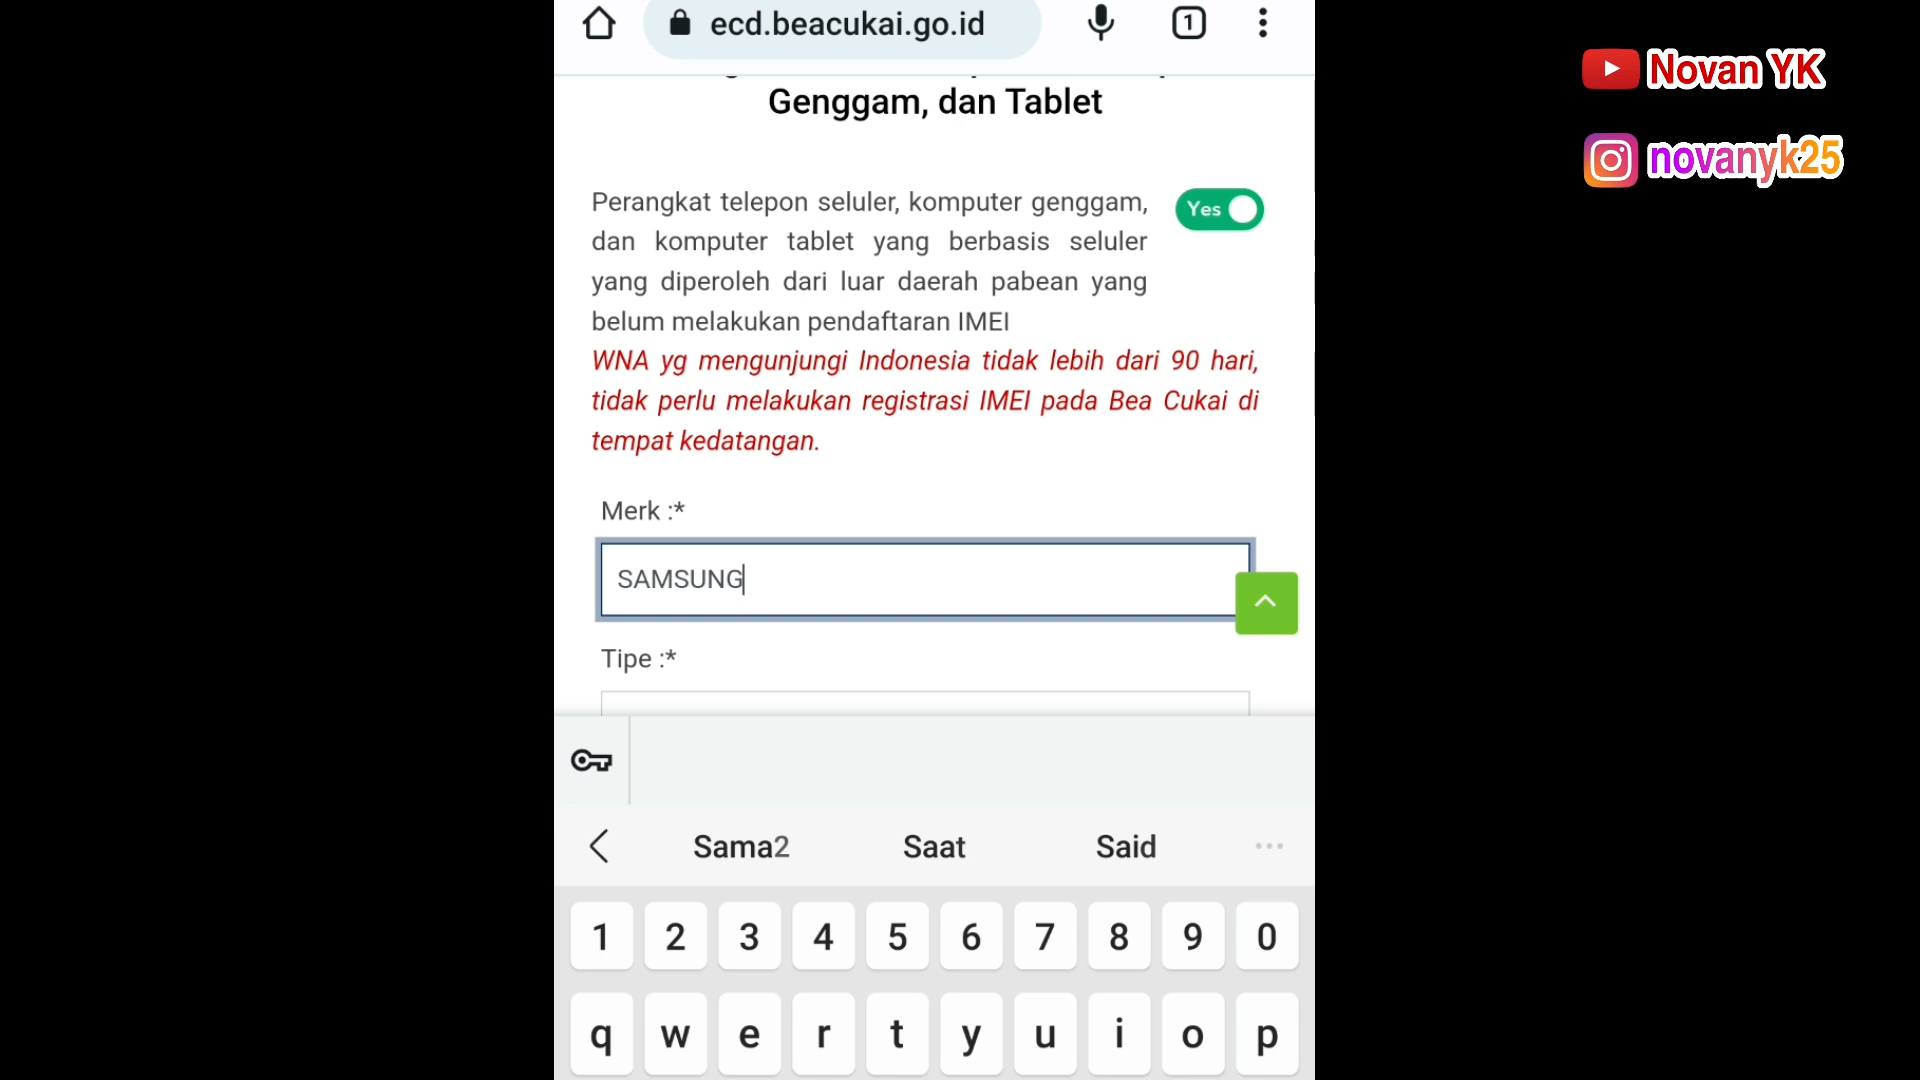 ecd.beacukai.go.id
1
Genggam, dan Tablet
Perangkat telepon seluler, komputer genggam,
dan komputer tablet yang berbasis seluler
yang diperoleh dari luar daerah pabean yang
belum melakukan pendaftaran IMEI
Yes
WNA yg mengunjungi Indonesia tidak lebih dari 90 hari,
tidak perlu melakukan registrasi IMEI pada Bea Cukai di
tempat kedatangan.
Merk :*
SAMSUNG
Tipe :*
Sama2 Saat Said
1 2 3 4 5 6 7 8 9 0
q w e r t y u i o p
Novan YK
novanyk25